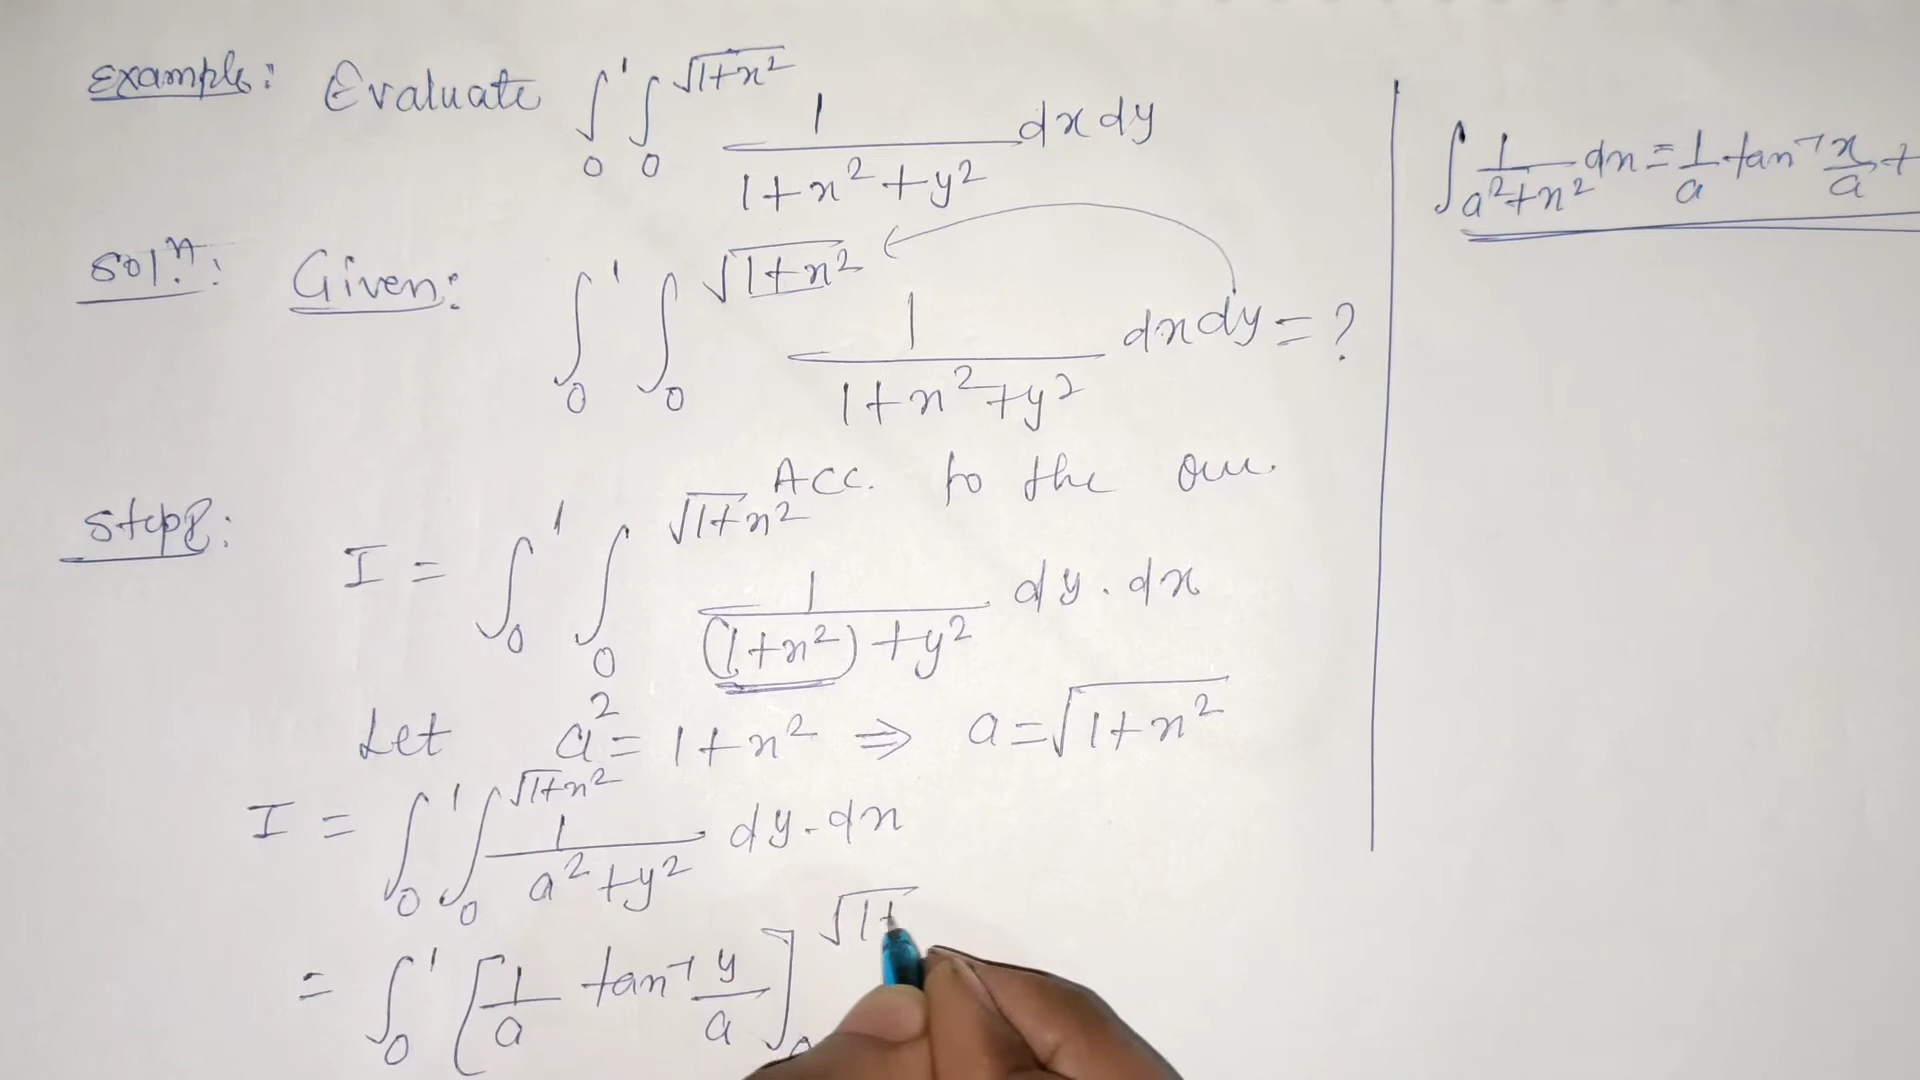 Example: Evaluate ∫₀¹ ∫₀^√(1+x²) 1/(1+x²+y²) dx dy
∫ 1/(a²+x²) dx = 1/a tan⁻¹ x/a +
Solⁿ: Given: ∫₀¹ ∫₀^√(1+x²) 1/(1+x²+y²) dx dy = ?
Acc. to the
Step: I = ∫₀¹ ∫₀^√(1+x²) 1/((1+x²)+y²) dy . dx
Let a² = 1+x² ⇒ a = √(1+x²)
I = ∫₀¹ ∫₀^√(1+x²) 1/(a²+y²) dy . dx
= ∫₀¹ [1/a tan⁻¹ y/a]₀^√(1+